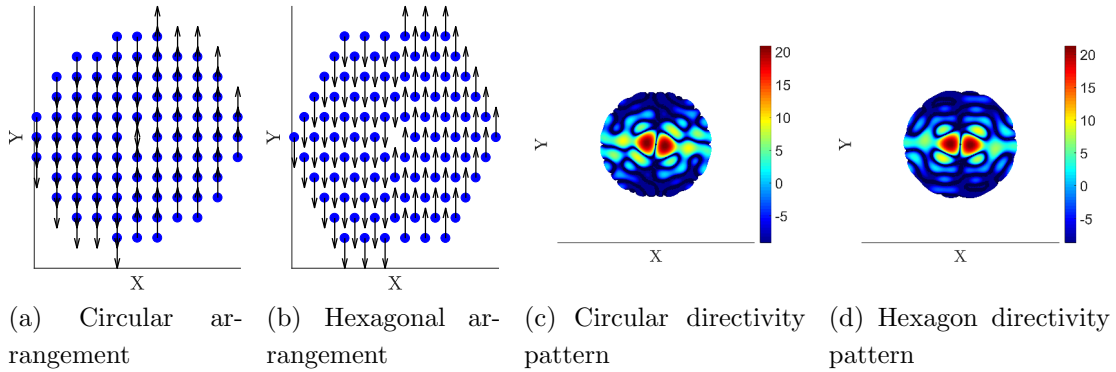 Y
X
Y
X
Y
X
20
15
10
5
0
-5
Y
X
20
15
10
5
0
-5
(a) Circular ar-
rangement
(b) Hexagonal ar-
rangement
(c) Circular directivity
pattern
(d) Hexagon directivity
pattern